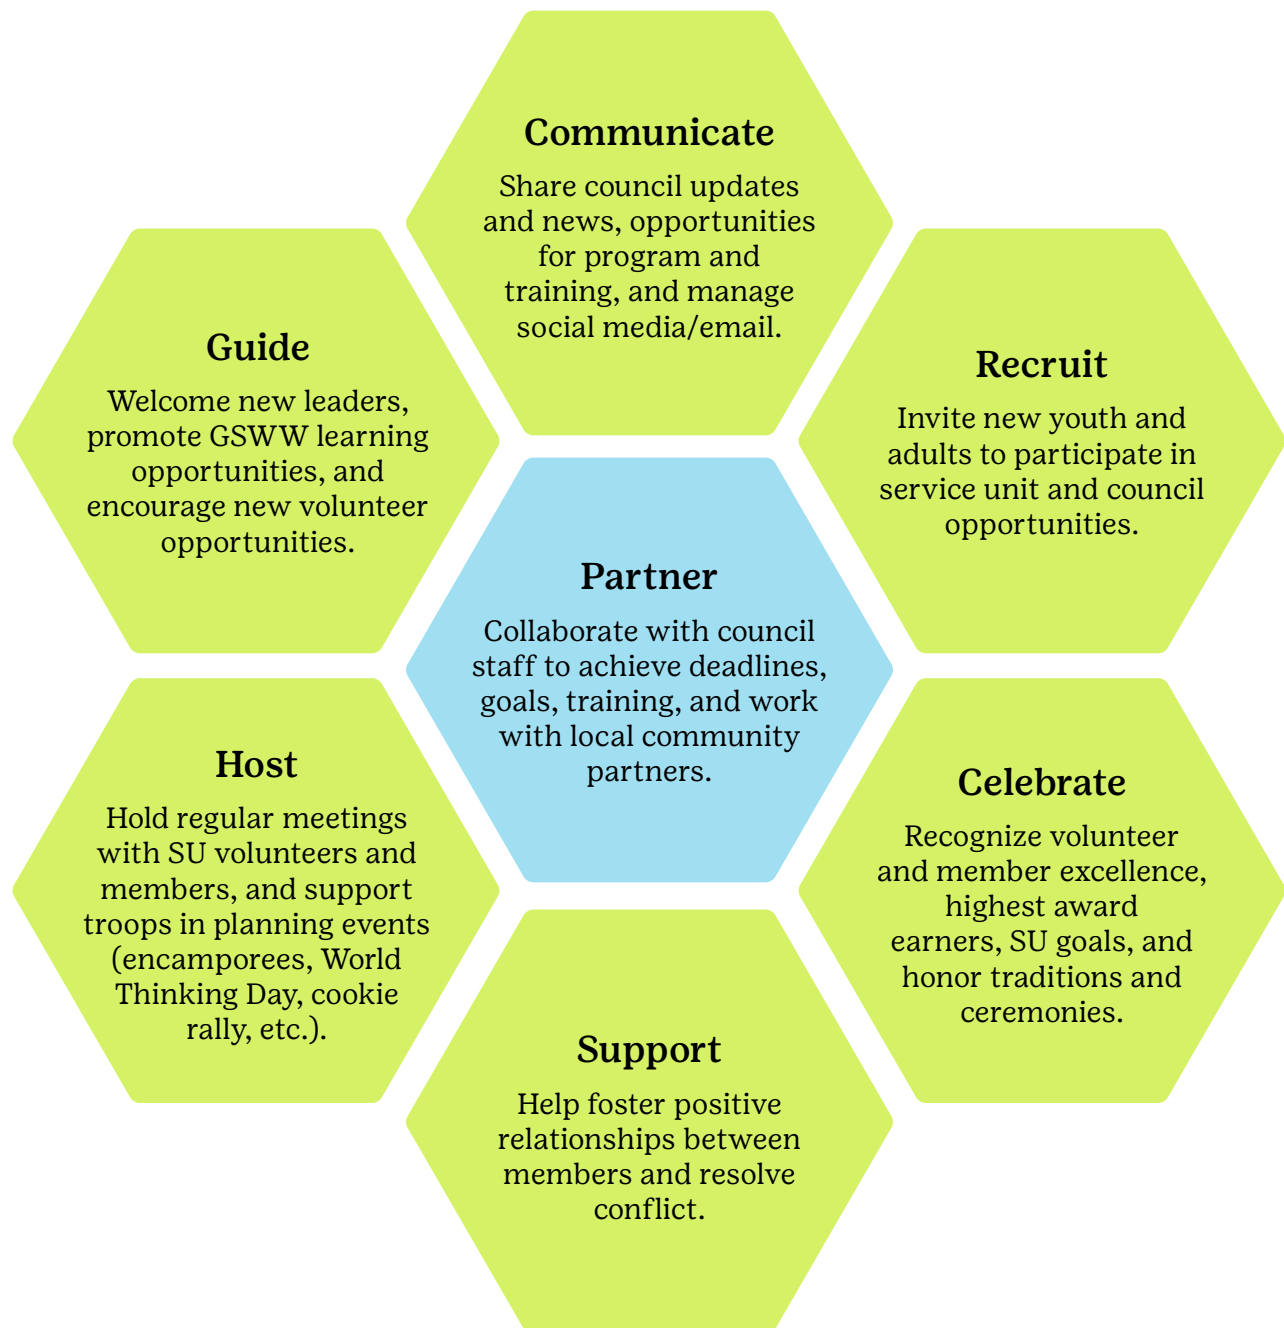 Communicate
Share council updates
and news, opportunities
for program and
training, and manage
social media/email.
Guide
Welcome new leaders,
promote GSWW learning
opportunities, and
encourage new volunteer
opportunities.
Recruit
Invite new youth and
adults to participate in
service unit and council
opportunities.
Partner
Collaborate with council
staff to achieve deadlines,
goals, training, and work
with local community
partners.
Host
Hold regular meetings
with SU volunteers and
members, and support
troops in planning events
(encamporees, World
Thinking Day, cookie
rally, etc.).
Celebrate
Recognize volunteer
and member excellence,
highest award
earners, SU goals, and
honor traditions and
ceremonies.
Support
Help foster positive
relationships between
members and resolve
conflict.